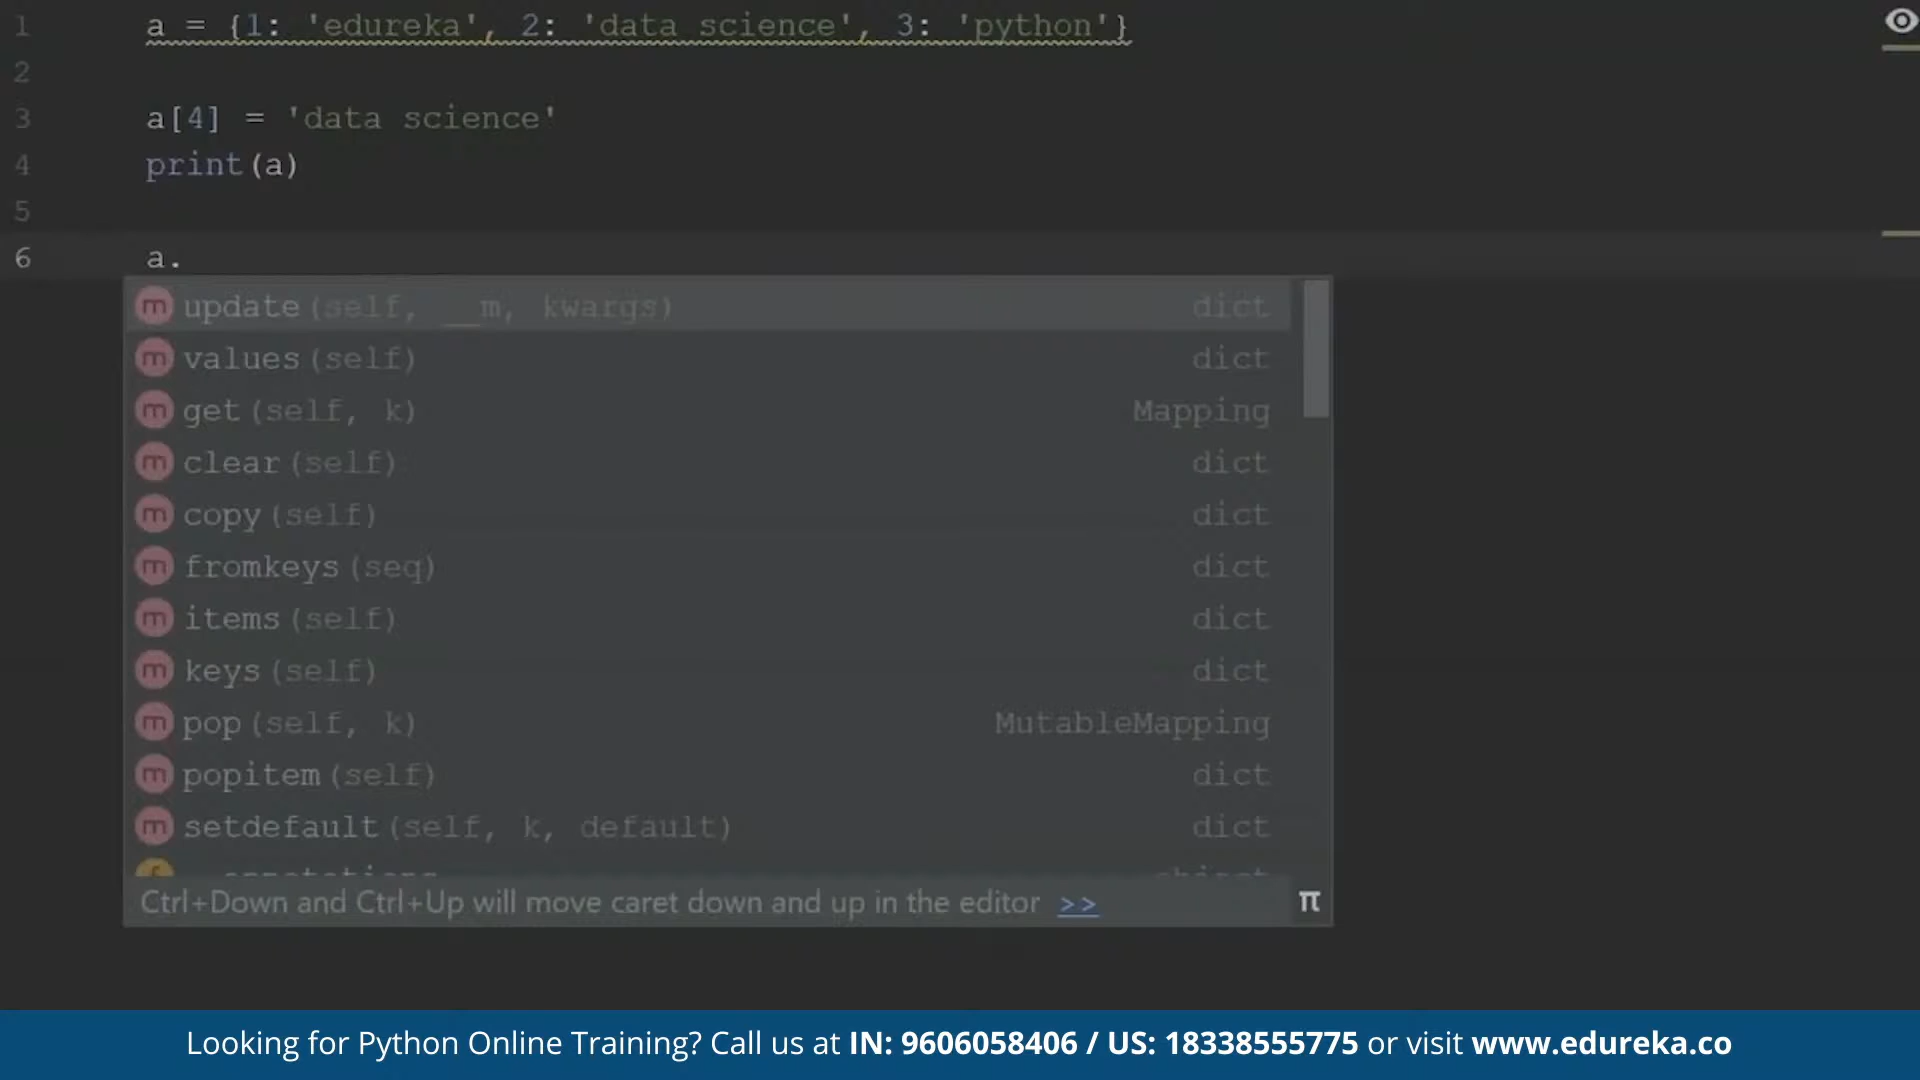 1 a = {1: 'edureka', 2: 'data science', 3: 'python'}
2
3 a[4] = 'data science'
4 print(a)
5
6 a.
m update(self, __m, kwargs) dict
m values(self) dict
m get(self, k) Mapping
m clear(self) dict
m copy(self) dict
m fromkeys(seq) dict
m items(self) dict
m keys(self) dict
m pop(self, k) MutableMapping
m popitem(self) dict
m setdefault(self, k, default) dict
Ctrl+Down and Ctrl+Up will move caret down and up in the editor >> π
Looking for Python Online Training? Call us at IN: 9606058406 / US: 18338555775 or visit www.edureka.co